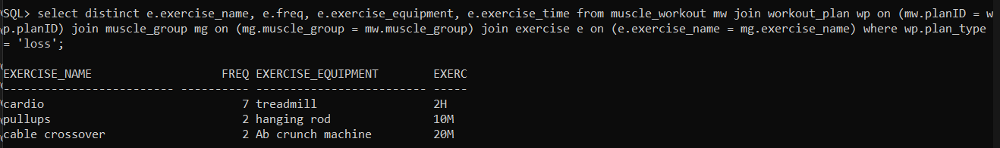 SQL> select distinct e.exercise_name, e.freq, e.exercise_equipment, e.exercise_time from muscle_workout mw join workout_plan wp on (mw.planID = w
p.planID) join muscle_group mg on (mg.muscle_group = mw.muscle_group) join exercise e on (e.exercise_name = mg.exercise_name) where wp.plan_type
= 'loss';
EXERCISE_NAME                   FREQ EXERCISE_EQUIPMENT        EXERC
------------------------- ---------- ------------------------- -----
cardio                             7 treadmill                 2H
pullups                            2 hanging rod               10M
cable crossover                    2 Ab crunch machine         20M